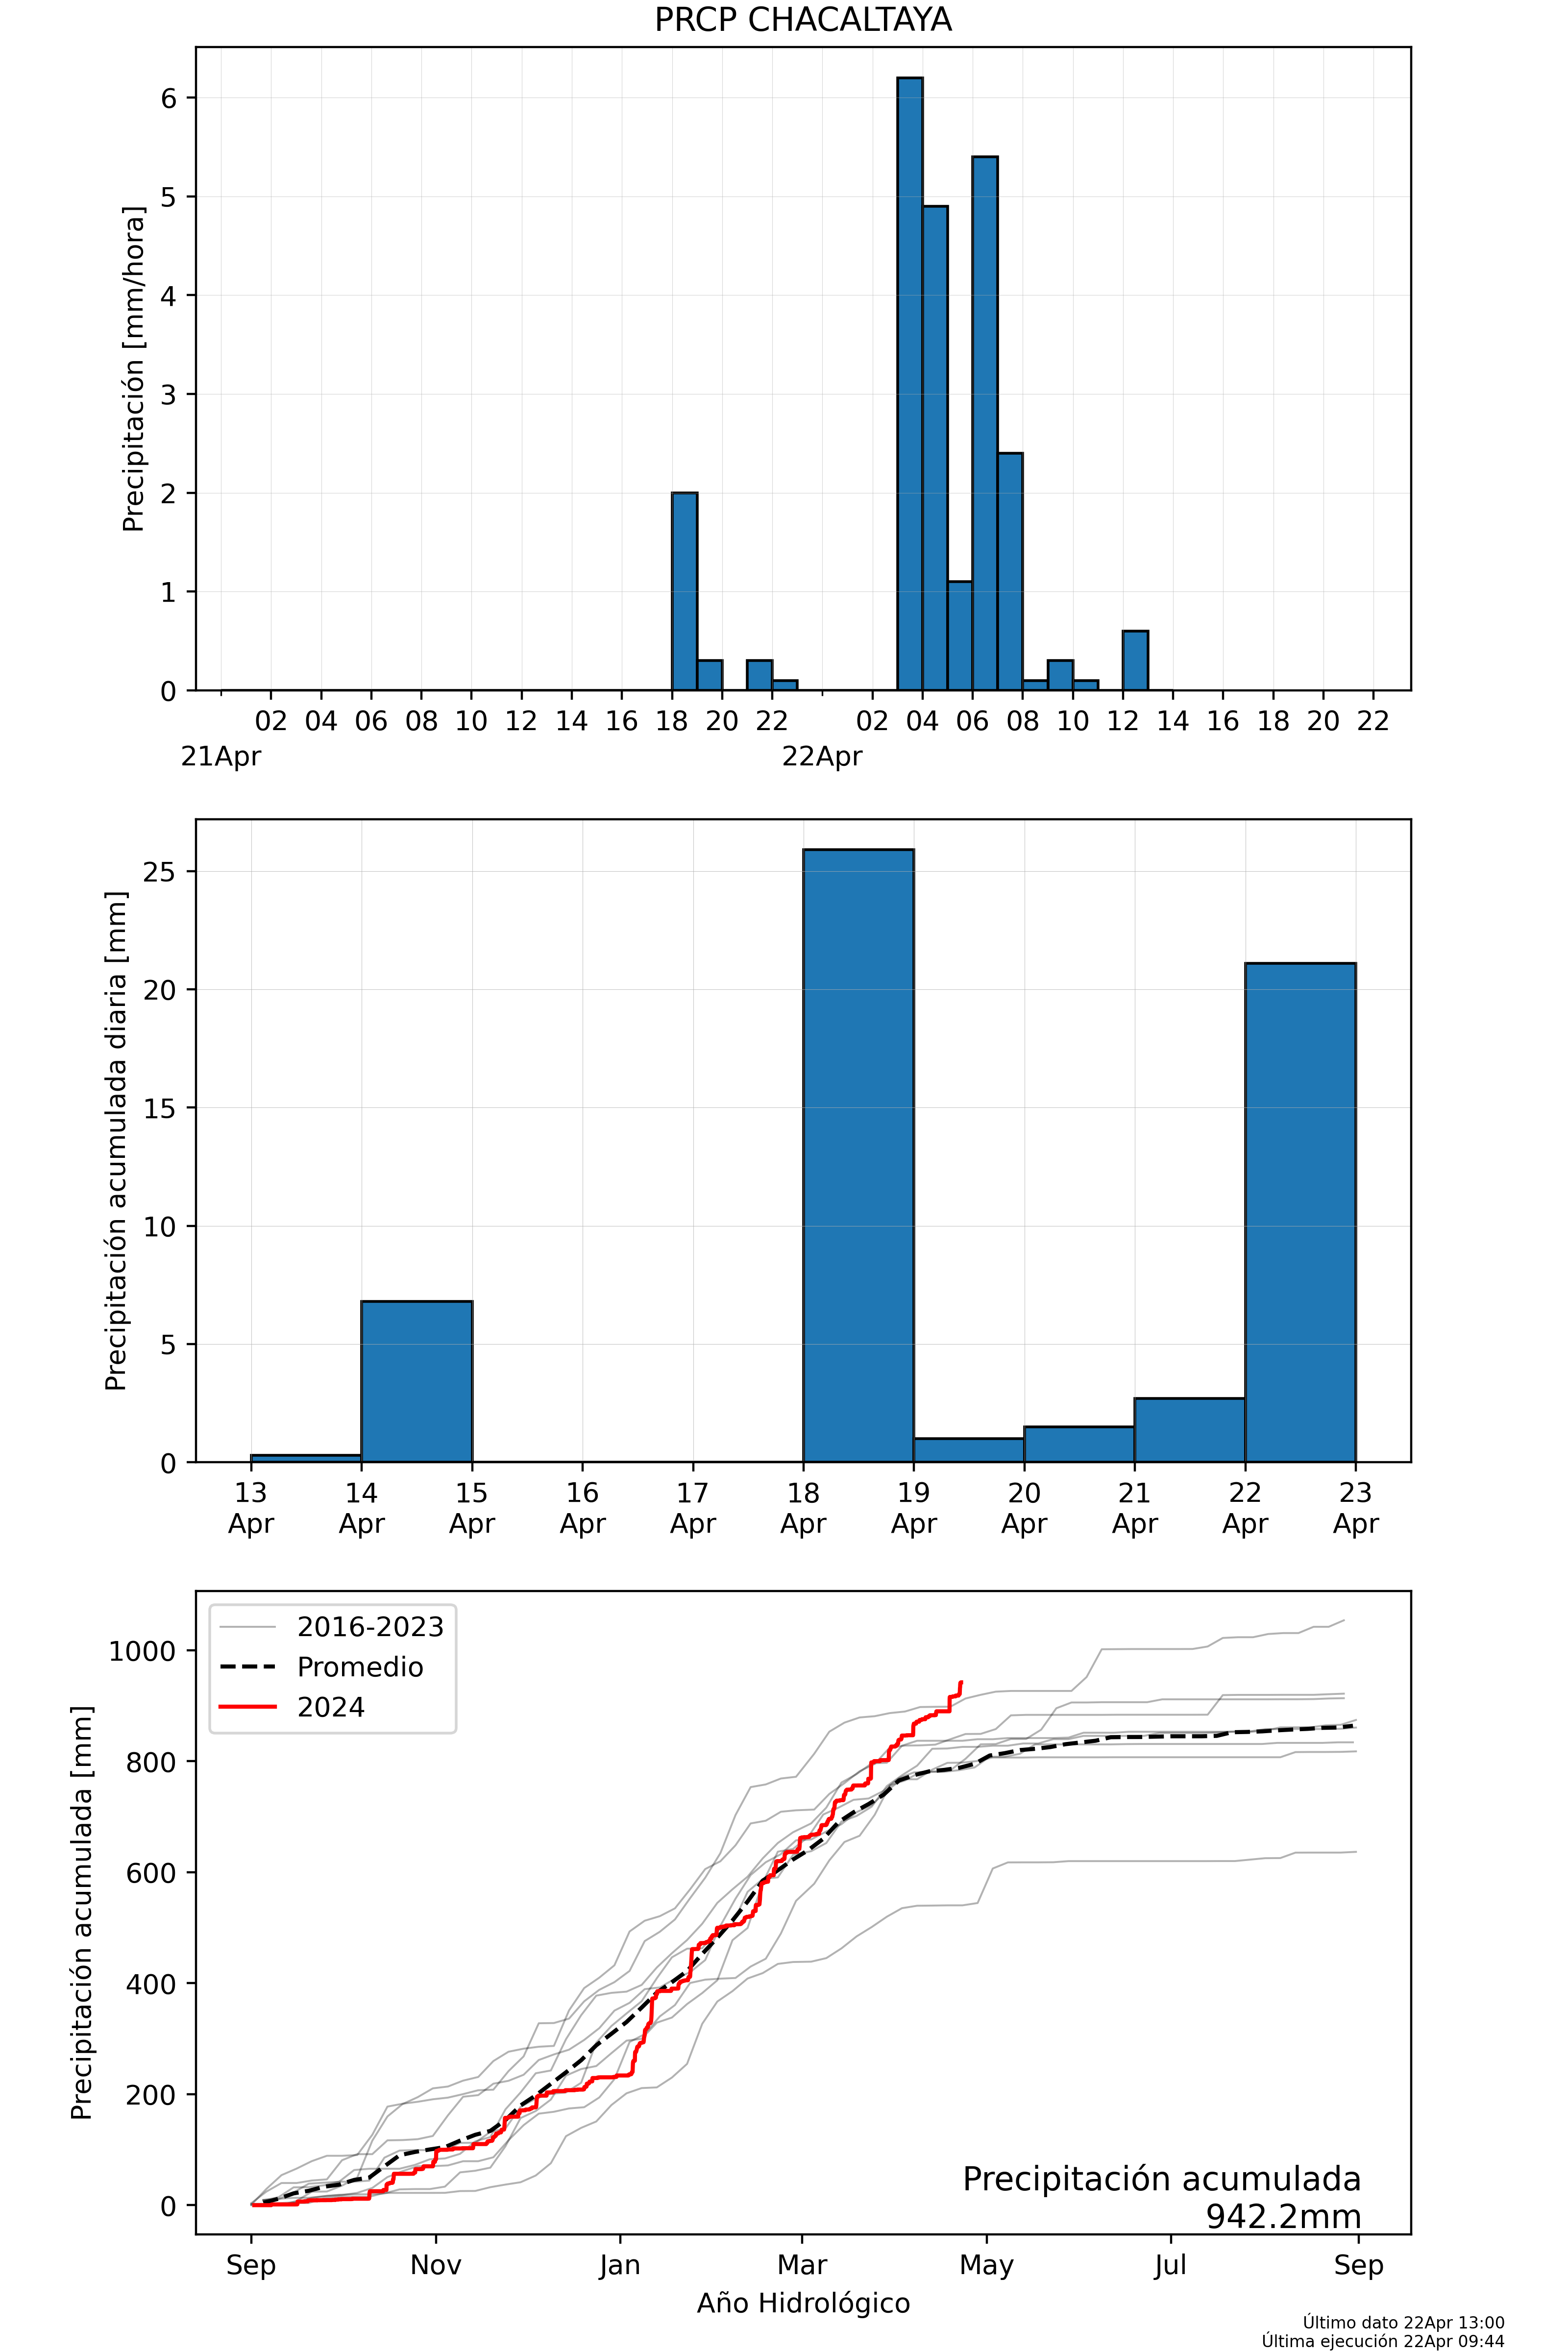 PRCP CHACALTAYA
Precipitación [mm/hora]
6
5
4
3
2
1
0
02 04 06 08 10 12 14 16 18 20 22 02 04 06 08 10 12 14 16 18 20 22
21Apr 22Apr
Precipitación acumulada diaria [mm]
25
20
15
10
5
0
13 14 15 16 17 18 19 20 21 22 23
Apr Apr Apr Apr Apr Apr Apr Apr Apr Apr Apr
Precipitación acumulada [mm]
1000
800
600
400
200
0
2016-2023
Promedio
2024
Precipitación acumulada
942.2mm
Sep Nov Jan Mar May Jul Sep
Año Hidrológico
Último dato 22Apr 13:00
Última ejecución 22Apr 09:44